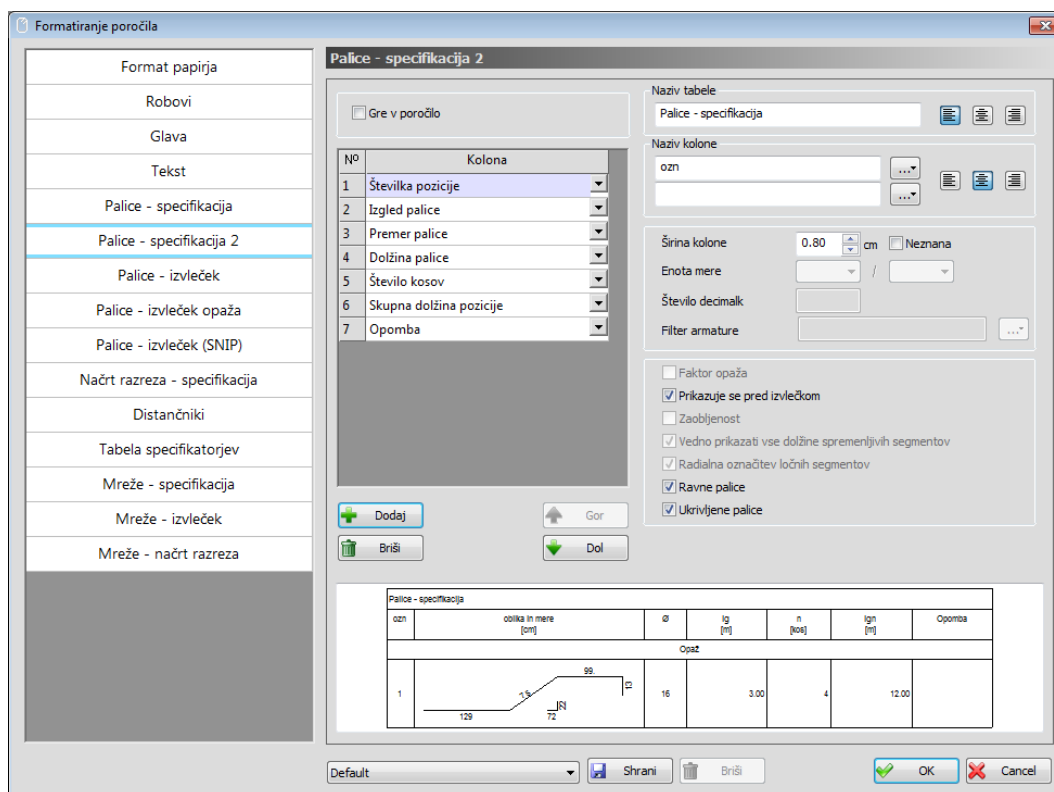 Formatiranje poročila
Format papirja
Robovi
Glava
Tekst
Palice - specifikacija
Palice - specifikacija 2
Palice - izvleček
Palice - izvleček opaža
Palice - izvleček (SNIP)
Načrt razreza - specifikacija
Distančniki
Tabela specifikatorjev
Mreže - specifikacija
Mreže - izvleček
Mreže - načrt razreza
Palice - specifikacija 2
Gre v poročilo
Nº Kolona
1 Številka pozicije
2 Izgled palice
3 Premer palice
4 Dolžina palice
5 Število kosov
6 Skupna dolžina pozicije
7 Opomba
Dodaj
Gor
Briši
Dol
Naziv tabele
Palice - specifikacija
Naziv kolone
ozn
...
...
Širina kolone 0.80 cm Neznana
Enota mere /
Število decimalk
Filter armature ...
Faktor opaža
Prikazuje se pred izvlečkom
Zaobljenost
Vedno prikazati vse dolžine spremenljivih segmentov
Radialna označitev ločnih segmentov
Ravne palice
Ukrivljene palice
Palice - specifikacija
ozn oblika in mere Ø lg n lgn Opomba
[cm] [m] [kos] [m]
Opaž
99.
13
7.5
22
1 16 3.00 4 12.00
129 72
Default Shrani Briši OK Cancel